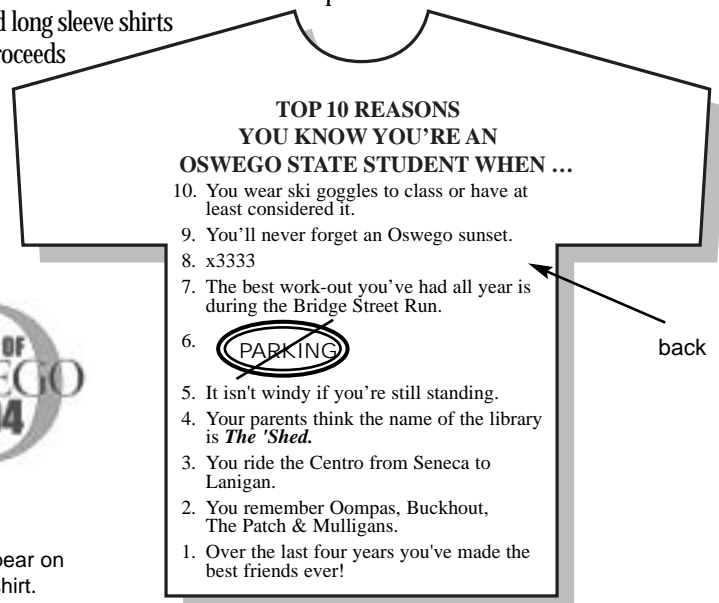 long sleeve shirts
TOP 10 REASONS
YOU KNOW YOU'RE AN
OSWEGO STATE STUDENT WHEN …
10. You wear ski goggles to class or have at
least considered it.
9. You'll never forget an Oswego sunset.
8. x3333
7. The best work-out you've had all year is
during the Bridge Street Run.
6. PARKING
5. It isn't windy if you're still standing.
4. Your parents think the name of the library
is The 'Shed.
3. You ride the Centro from Seneca to
Lanigan.
2. You remember Oompas, Buckhout,
The Patch & Mulligans.
1. Over the last four years you've made the
best friends ever!
back
OF
on
shirt.